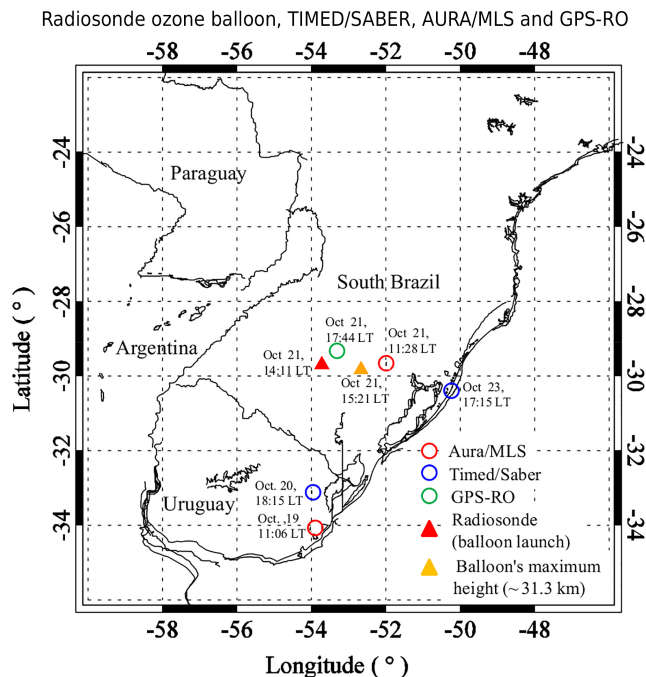 Radiosonde ozone balloon, TIMED/SABER, AURA/MLS and GPS-RO
-58 -56 -54 -52 -50 -48
-24 -24
Paraguay
-26 -26
South Brazil
-28 -28
Oct 21,
17:44 LT
Oct 21,
11:28 LT
Argentina
Oct 21,
14:11 LT
-30 -30
Oct 21,
15:21 LT
Oct 23,
17:15 LT
Latitude ( ° )
-32 -32
Aura/MLS
Timed/Saber
GPS-RO
Radiosonde
(balloon launch)
Balloon's maximum
height (~ 31.3 km)
Oct. 20,
18:15 LT
Uruguay
Oct. ,19
11:06 LT
-34 -34
-58 -56 -54 -52 -50 -48
Longitude ( ° )